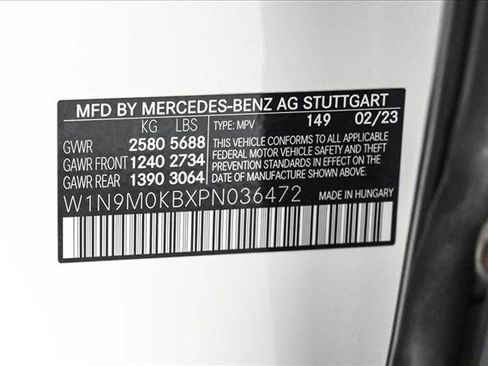 MFD BY MERCEDES-BENZ AG STUTTGART
KG LBS TYPE: MPV 149 02/23
GVWR 2580 5688
GAWR FRONT 1240 2734
GAWR REAR 1390 3064
THIS VEHICLE CONFORMS TO ALL APPLICABLE
FEDERAL MOTOR VEHICLE SAFETY AND THEFT
PREVENTION STANDARDS IN EFFECT ON THE
DATE OF MANUFACTURE SHOWN ABOVE.
W1N9M0KBXPN036472 MADE IN HUNGARY